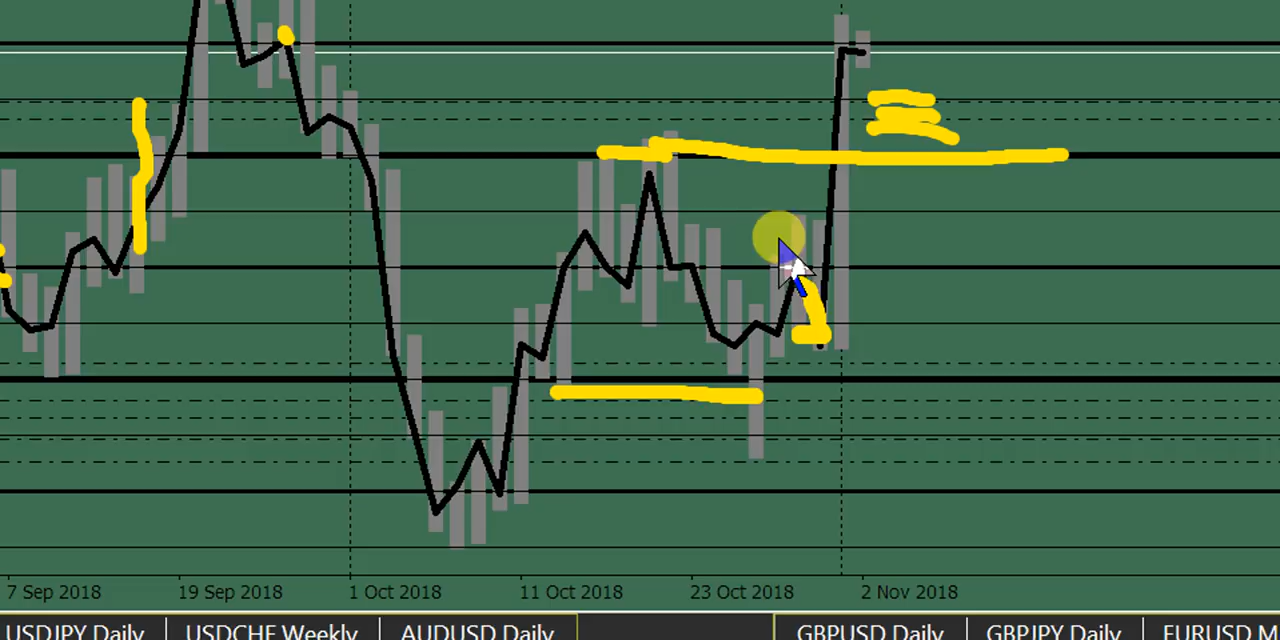 7 Sep 2018 19 Sep 2018 1 Oct 2018 11 Oct 2018 23 Oct 2018 2 Nov 2018
USDJPY Daily USDCHF Weekly AUDUSD Daily GBPUSD Daily GBPJPY Daily EURUSD M